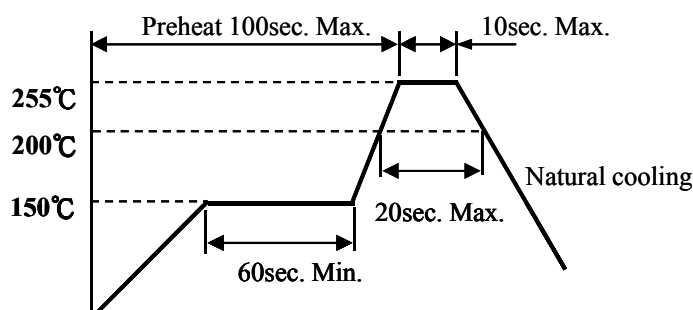 Preheat 100sec. Max.
10sec. Max.
255℃
200℃
150℃
Natural cooling
20sec. Max.
60sec. Min.